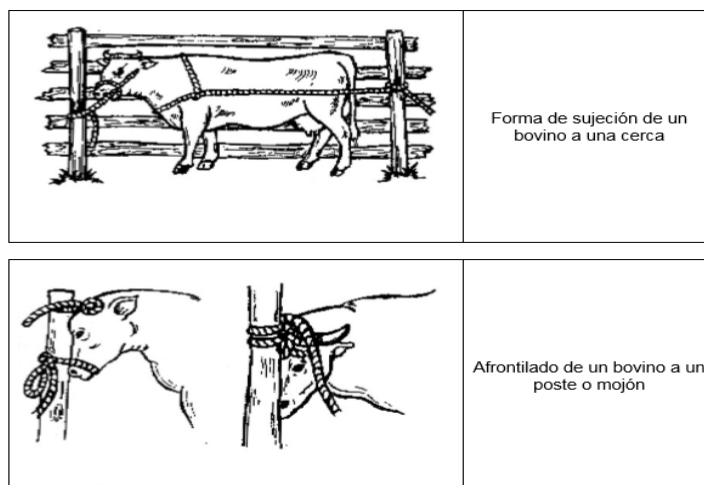 Forma de sujeción de un
bovino a una cerca
Afrontilado de un bovino a un
poste o mojón